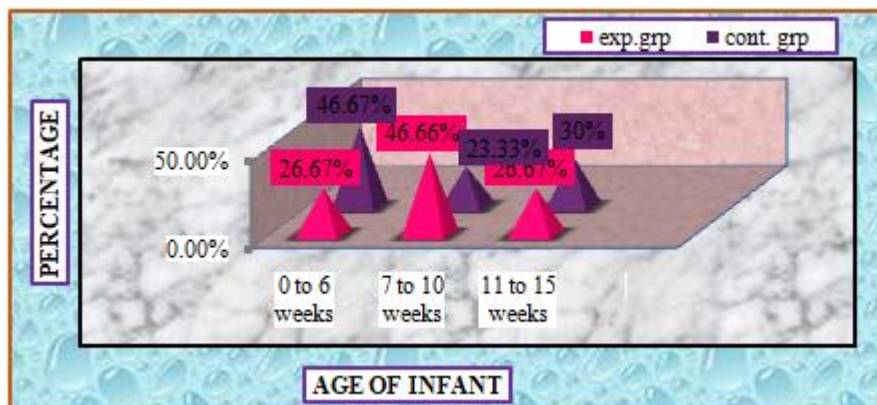 exp.grp cont. grp
PERCENTAGE
46.67%
46.66%
30%
50.00%
26.67%
23.33%
26.67%
0.00%
0 to 6
weeks
7 to 10
weeks
11 to 15
weeks
AGE OF INFANT